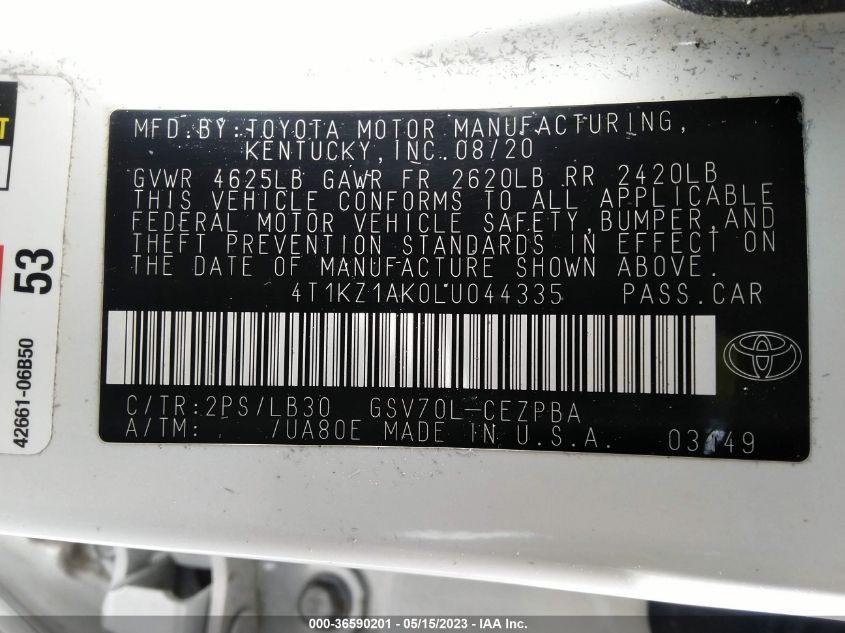 MFD.BY:TOYOTA MOTOR MANUFACTURING,
KENTUCKY,INC.08/20
GVWR 4625LB GAWR FR 2620LB RR 2420LB
THIS VEHICLE CONFORMS TO ALL APPLICABLE
FEDERAL MOTOR VEHICLE SAFETY,BUMPER,AND
THEFT PREVENTION STANDARDS IN EFFECT ON
THE DATE OF MANUFACTURE SHOWN ABOVE.
4T1KZ1AK0LU044335 PASS.CAR
C/TR:2PS/LB30 GSV70L-CEZPBA
A/TM: /UA80E MADE IN U.S.A.
53
42661-06B50
000-36590201 - 05/15/2023 - IAA Inc.